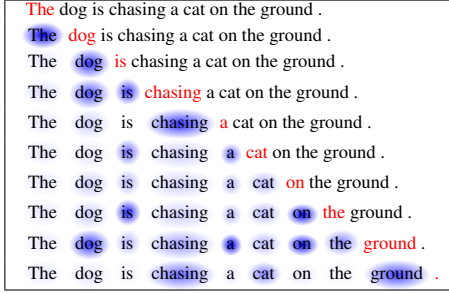 The dog is chasing a cat on the ground .
The dog is chasing a cat on the ground .
The dog is chasing a cat on the ground .
The dog is chasing a cat on the ground .
The dog is chasing a cat on the ground .
The dog is chasing a cat on the ground .
The dog is chasing a cat on the ground .
The dog is chasing a cat on the ground .
The dog is chasing a cat on the ground .
The dog is chasing a cat on the ground .